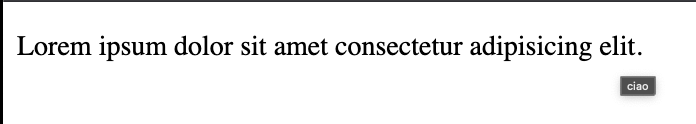 Lorem ipsum dolor sit amet consectetur adipisicing elit.
ciao